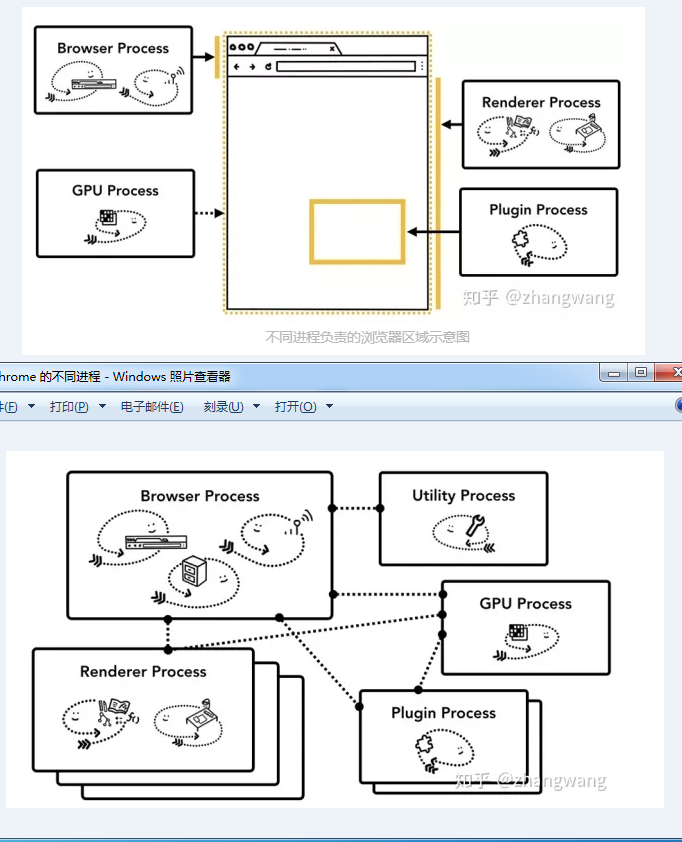 Browser Process
Renderer Process
GPU Process
Plugin Process
知乎 @zhangwang
不同进程负责的浏览器区域示意图
hrome 的不同进程 - Windows 照片查看器
件(F) 打印(P) 电子邮件(E) 刻录(U) 打开(O)
Browser Process
Utility Process
GPU Process
Renderer Process
Plugin Process
知乎 @zhangwang